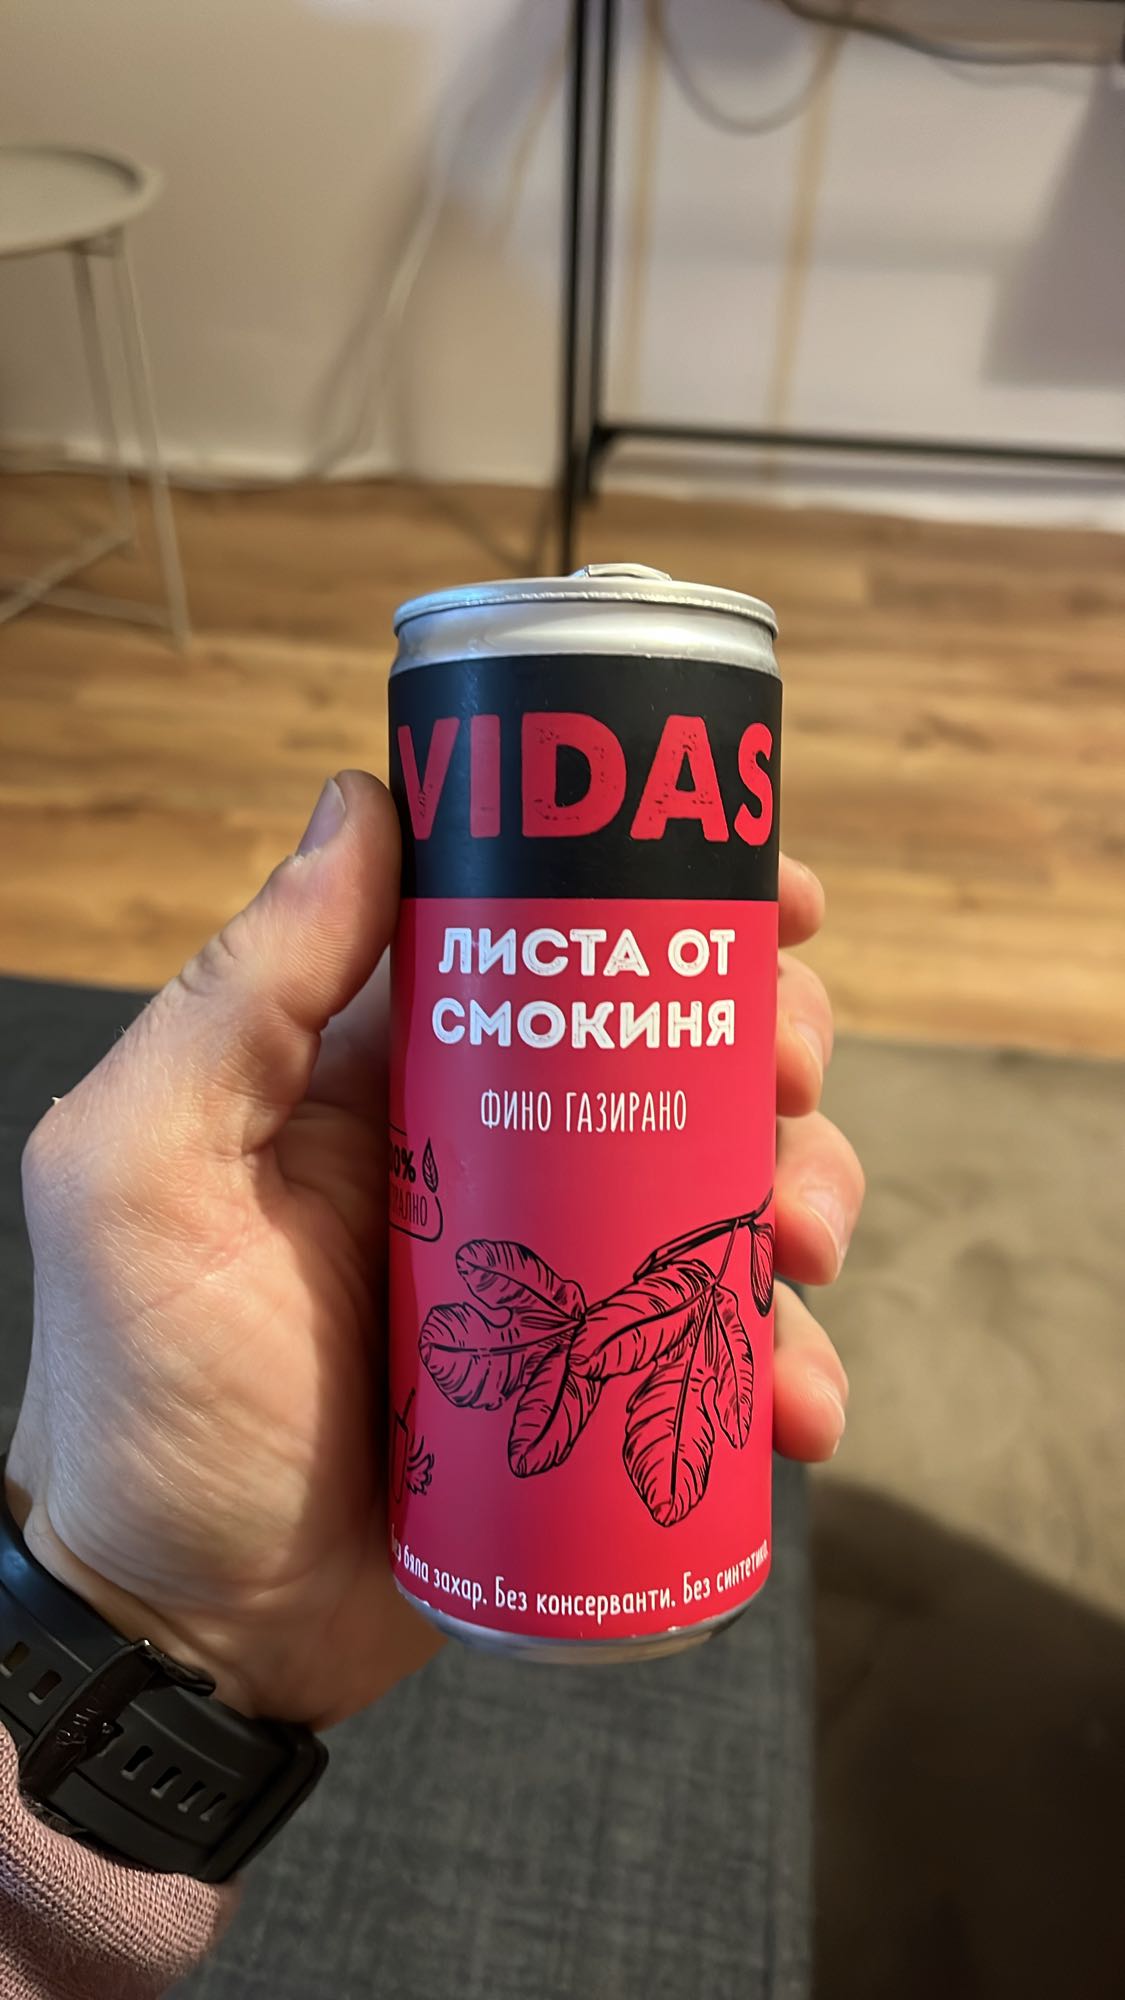 VIDAS
ЛИСТА ОТ
СМОКИНЯ
ФИНО ГАЗИРАНО
бяла захар. Без консерванти. Без